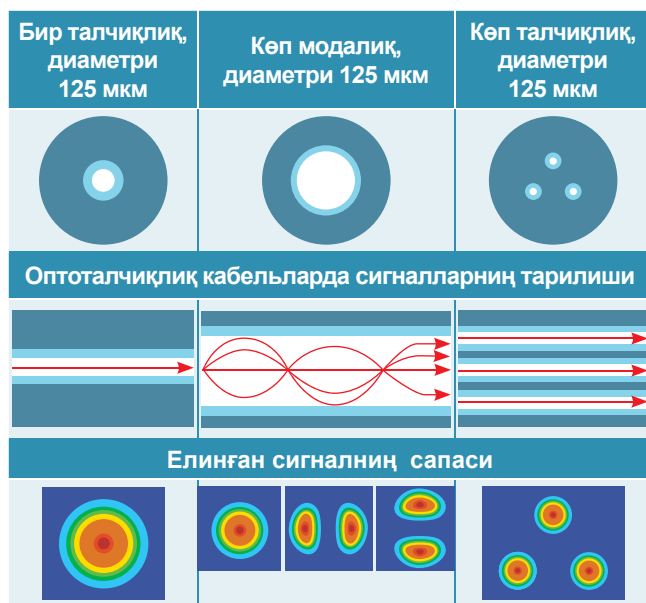 Бир талчиқлиқ,
диаметри
125 мкм
Көп модалиқ,
диаметри 125 мкм
Көп талчиқлиқ,
диаметри
125 мкм
Оптоталчиқлиқ кабельларда сигналларниң тарилиши
Елинған сигналниң сапаси